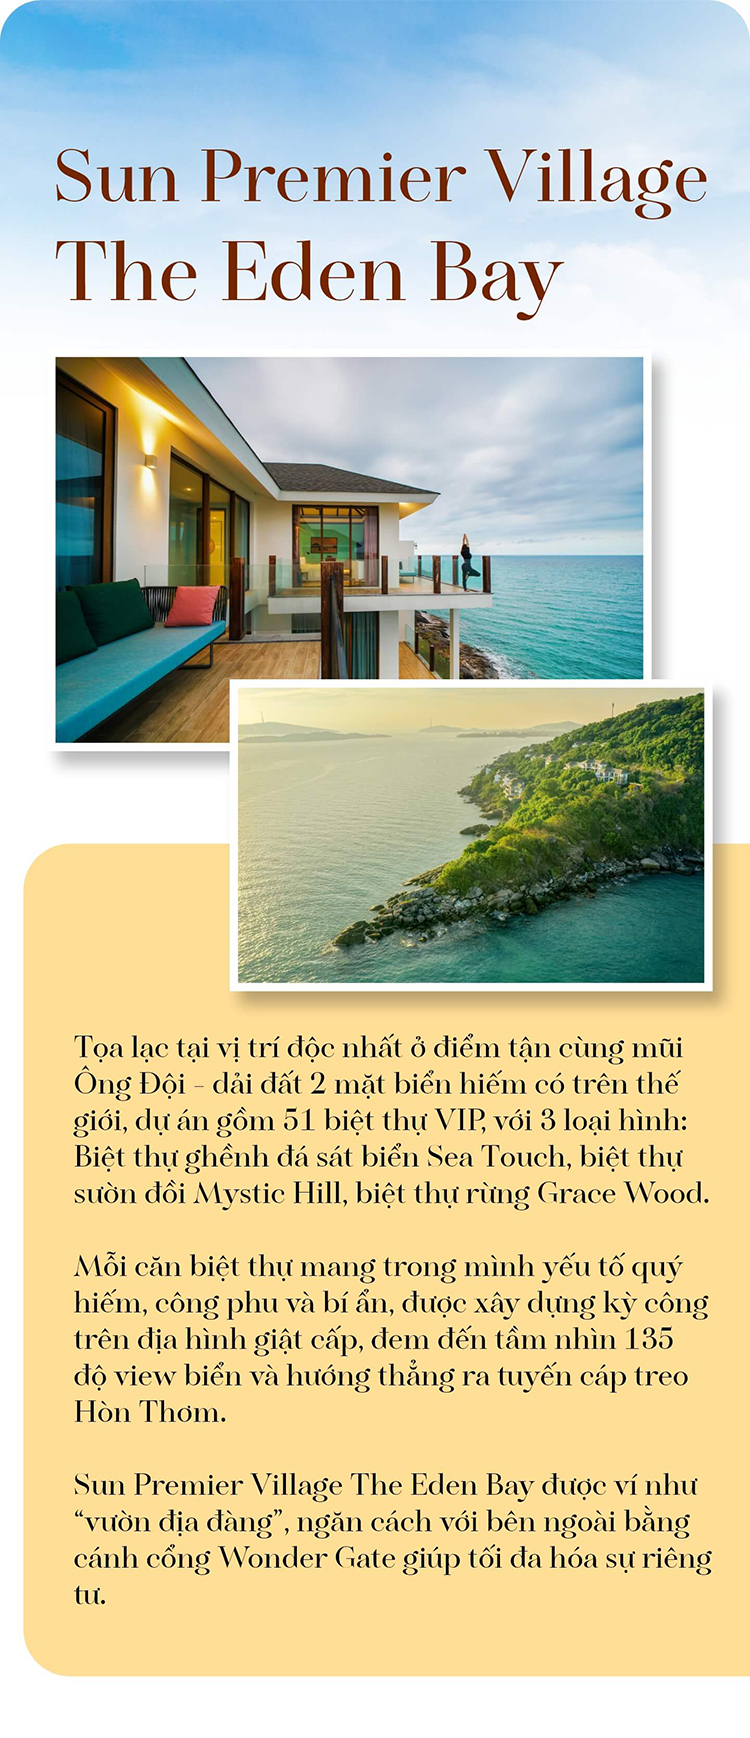 Sun Premier Village
The Eden Bay
Tọa lạc tại vị trí độc nhất ở điểm tận cùng mũi
Ông Đội - dải đất 2 mặt biển hiếm có trên thế
giới, dự án gồm 51 biệt thự VIP, với 3 loại hình:
Biệt thự ghềnh đá sát biển Sea Touch, biệt thự
sườn đồi Mystic Hill, biệt thự rừng Grace Wood.
Mỗi căn biệt thự mang trong mình yếu tố quý
hiếm, công phu và bí ẩn, được xây dựng kỳ công
trên địa hình giật cấp, đem đến tầm nhìn 135
độ view biển và hướng thẳng ra tuyến cáp treo
Hòn Thơm.
Sun Premier Village The Eden Bay được ví như
“vườn địa đàng”, ngăn cách với bên ngoài bằng
cánh cổng Wonder Gate giúp tối đa hóa sự riêng
tư.